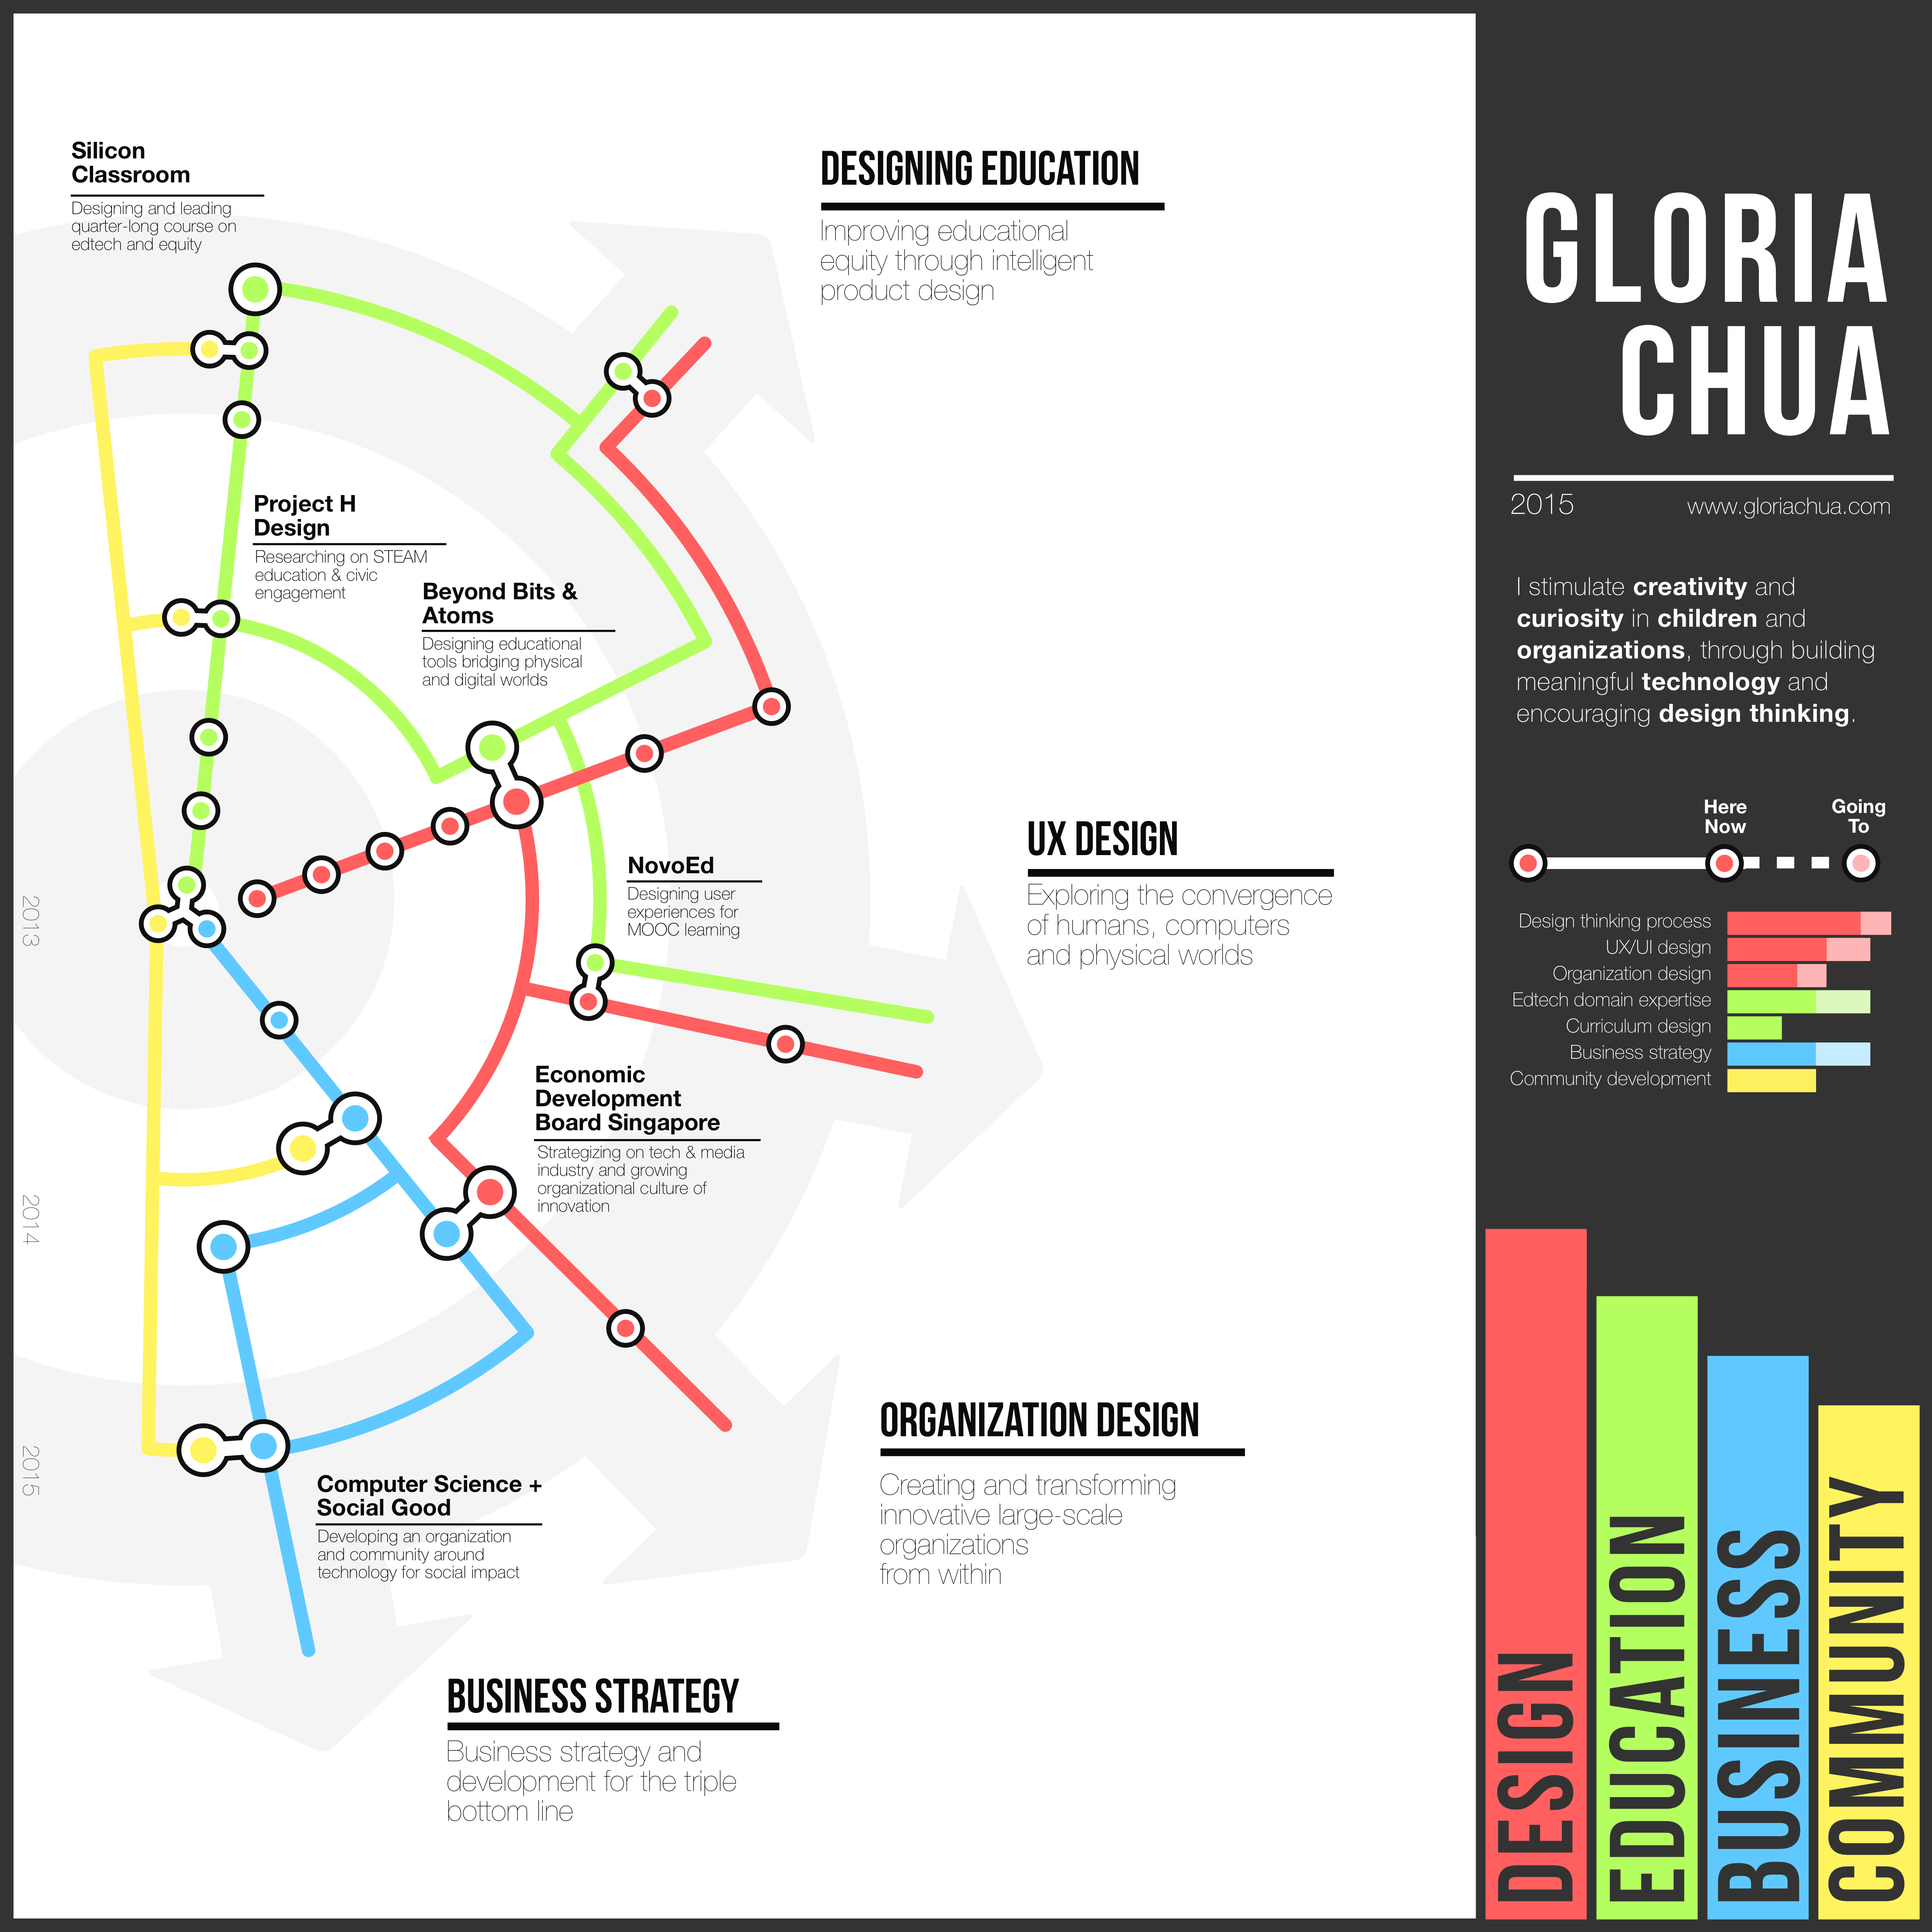 Silicon
Classroom
Designing and leading
quarter-long course on
edtech and equity
Project H
Design
Researching on STEAM
education & civic
engagement
Beyond Bits &
Atoms
Designing educational
tools bridging physical
and digital worlds
NovoEd
Designing user
experiences for
MOOC learning
Economic
Development
Board Singapore
Strategizing on tech & media
industry and growing
organizational culture of
innovation
Computer Science +
Social Good
Developing an organization
and community around
technology for social impact
2013
2014
2015
DESIGNING EDUCATION
Improving educational
equity through intelligent
product design
UX DESIGN
Exploring the convergence
of humans, computers
and physical worlds
ORGANIZATION DESIGN
Creating and transforming
innovative large-scale
organizations
from within
BUSINESS STRATEGY
Business strategy and
development for the triple
bottom line
GLORIA
CHUA
2015 www.gloriachua.com
I stimulate creativity and
curiosity in children and
organizations, through building
meaningful technology and
encouraging design thinking.
Here
Now
Going
To
Design thinking process
UX/UI design
Organization design
Edtech domain expertise
Curriculum design
Business strategy
Community development
DESIGN
EDUCATION
BUSINESS
COMMUNITY